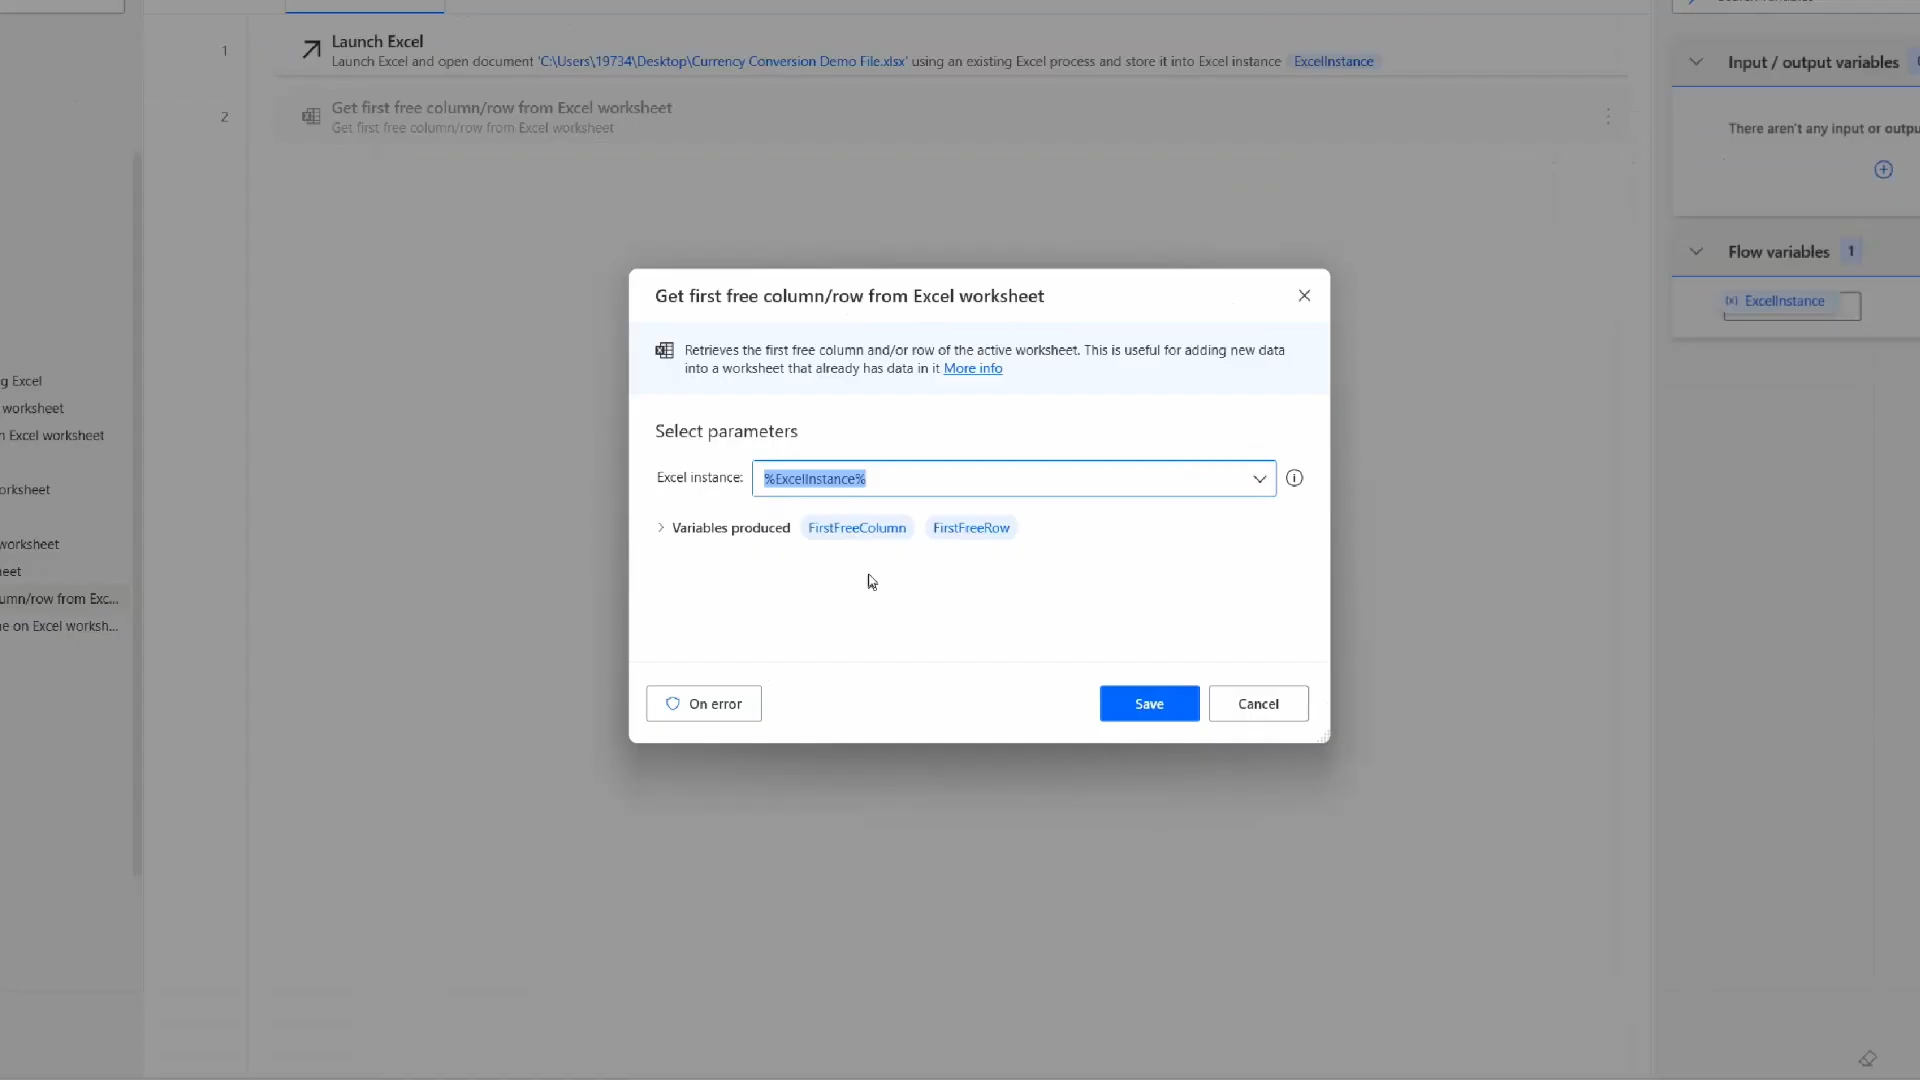 1
Launch Excel
Launch Excel and open document 'C:\Users\19734\Desktop\Currency Conversion Demo File.xlsx' using an existing Excel process and store it into Excel instance ExcelInstance
2
Get first free column/row from Excel worksheet
Get first free column/row from Excel worksheet
Input / output variables
There aren't any input or outpu
Flow variables 1
(x) ExcelInstance
g Excel
worksheet
n Excel worksheet
orksheet
worksheet
eet
umn/row from Exc...
e on Excel worksh...
Get first free column/row from Excel worksheet
Retrieves the first free column and/or row of the active worksheet. This is useful for adding new data
into a worksheet that already has data in it More info
Select parameters
Excel instance: %ExcelInstance%
Variables produced FirstFreeColumn FirstFreeRow
On error
Save
Cancel